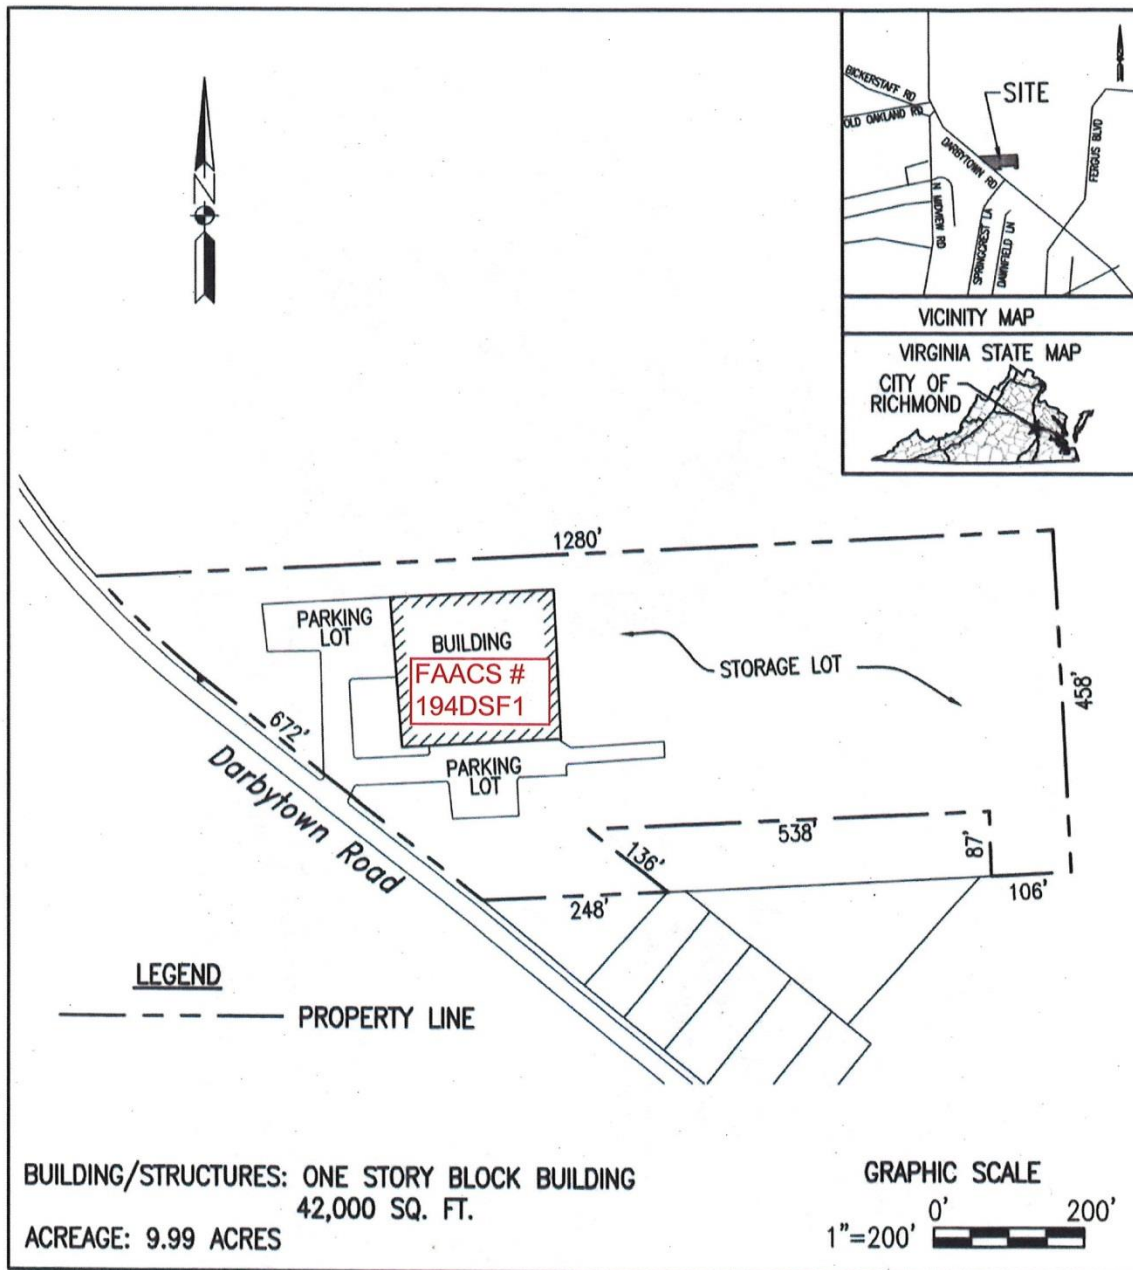 N
BICKERSTAFF RD
OLD OAKLAND RD
SITE
DARBYTOWN RD
FERGUS BLVD
N MIDVIEW RD
SPRINGCREST LA
DAWNFIELD LN
VICINITY MAP
VIRGINIA STATE MAP
CITY OF
RICHMOND
1280'
PARKING
LOT
BUILDING
FAACS #
194DSF1
STORAGE LOT
458'
672'
Darbytown Road
PARKING
LOT
538'
87'
136'
106'
248'
LEGEND
PROPERTY LINE
BUILDING/STRUCTURES: ONE STORY BLOCK BUILDING
42,000 SQ. FT.
ACREAGE: 9.99 ACRES
GRAPHIC SCALE
0' 200'
1"=200'